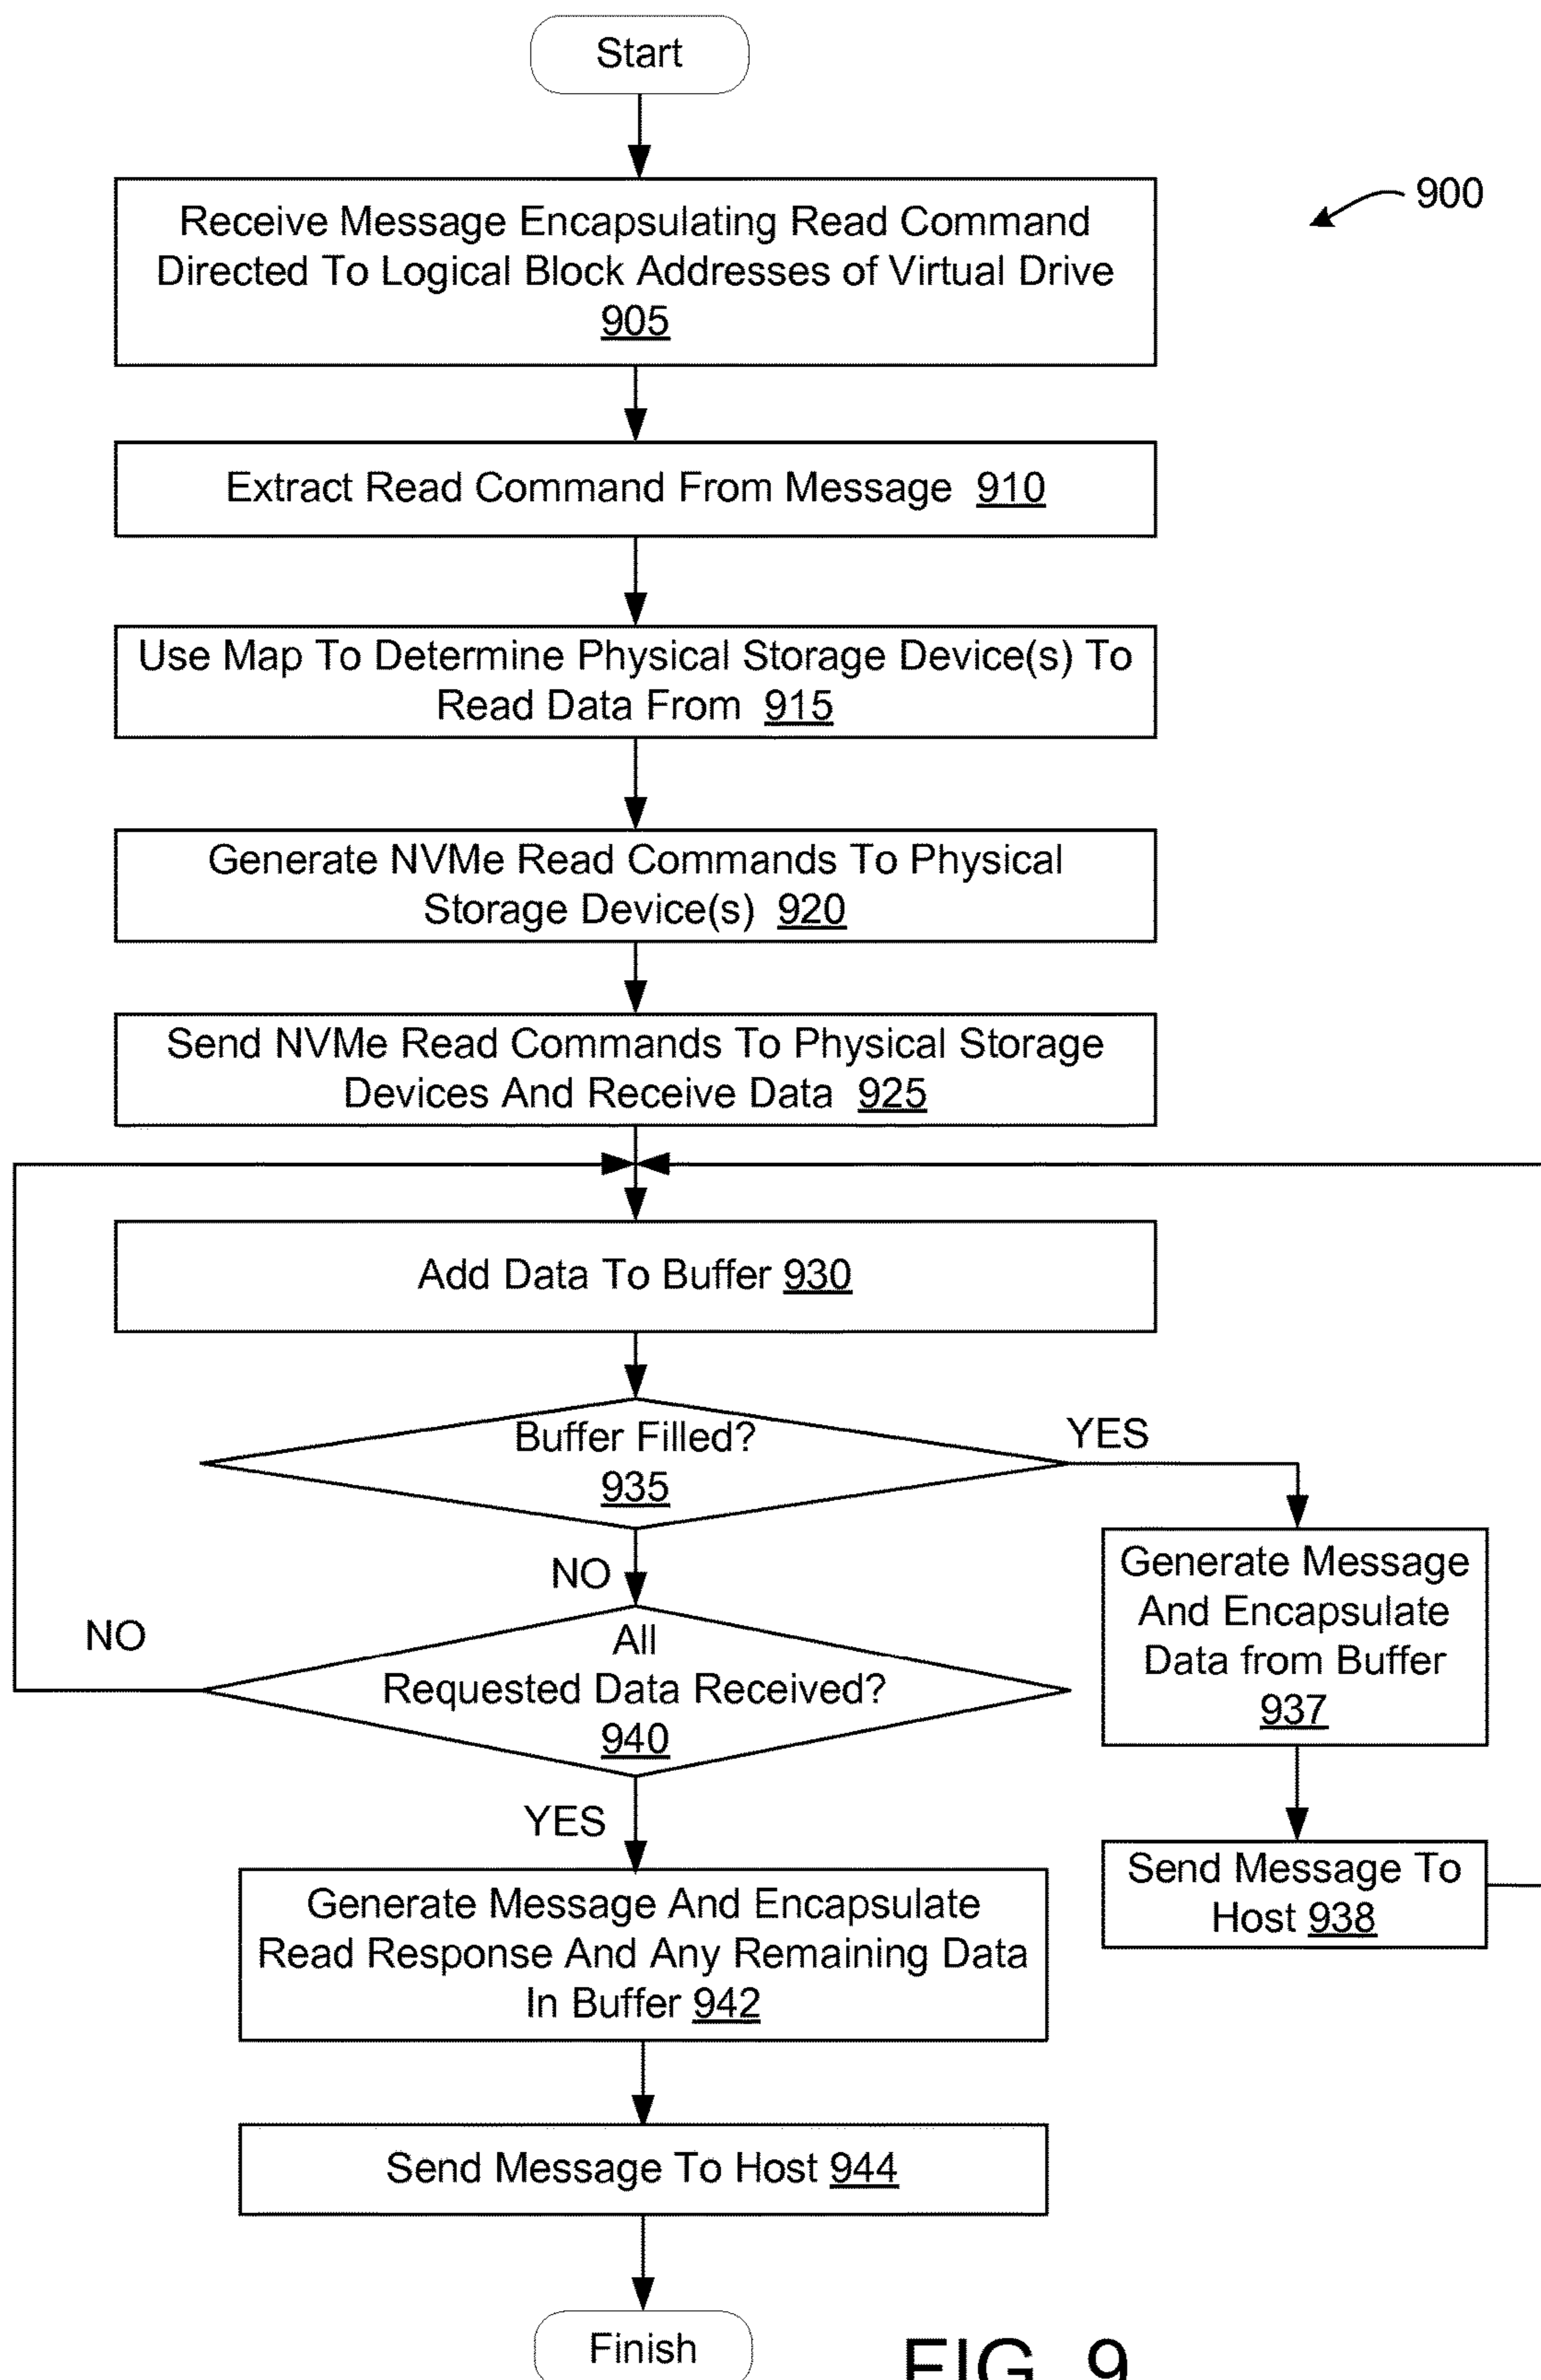 Start
900
Receive Message Encapsulating Read Command
Directed To Logical Block Addresses of Virtual Drive
905
Extract Read Command From Message 910
Use Map To Determine Physical Storage Device(s) To
Read Data From 915
Generate NVMe Read Commands To Physical
Storage Device(s) 920
Send NVMe Read Commands To Physical Storage
Devices And Receive Data 925
Add Data To Buffer 930
Buffer Filled?
935
YES
NO
Generate Message
And Encapsulate
Data from Buffer
937
NO
All
Requested Data Received?
940
YES
Send Message To
Host 938
Generate Message And Encapsulate
Read Response And Any Remaining Data
In Buffer 942
Send Message To Host 944
Finish
FIG. 9